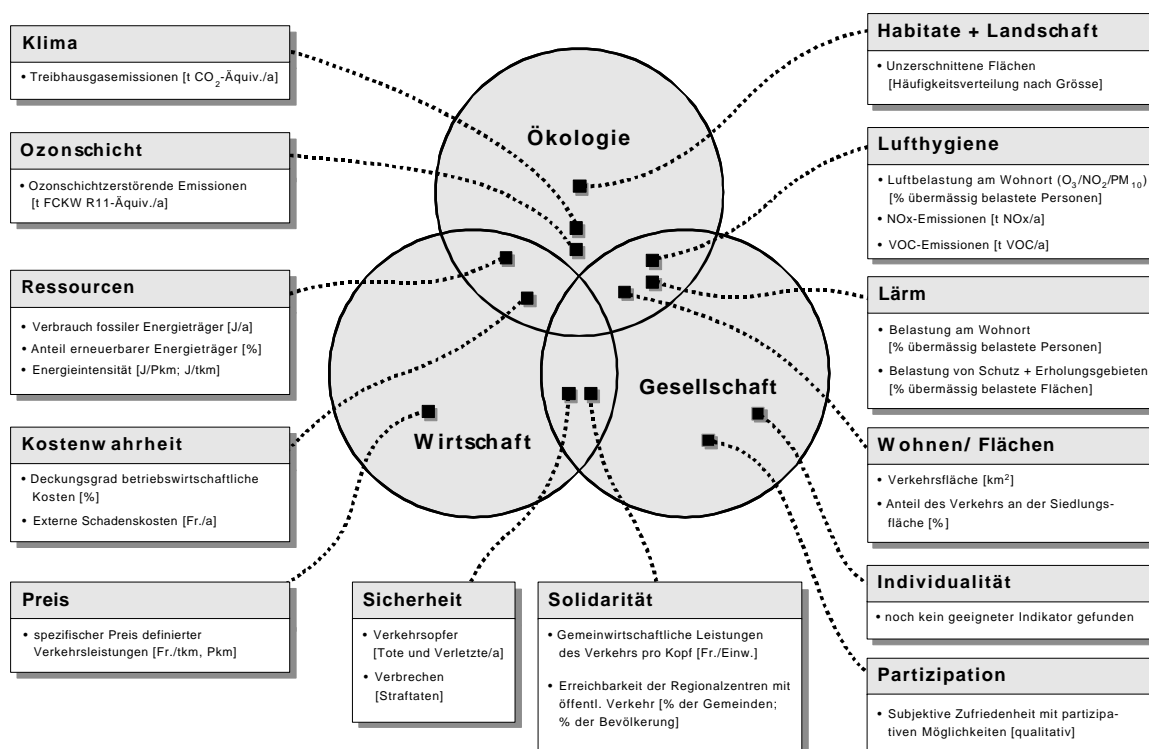 Klima
• Treibhausgasemissionen [t CO₂-Äquiv./a]
Ozonschicht
• Ozonschichtzerstörende Emissionen
[t FCKW R11-Äquiv./a]
Ressourcen
• Verbrauch fossiler Energieträger [J/a]
• Anteil erneuerbarer Energieträger [%]
• Energieintensität [J/Pkm; J/tkm]
Kostenwahrheit
• Deckungsgrad betriebswirtschaftliche
Kosten [%]
• Externe Schadenskosten [Fr./a]
Preis
• spezifischer Preis definierter
Verkehrsleistungen [Fr./tkm, Pkm]
Ökologie
Wirtschaft
Gesellschaft
Sicherheit
• Verkehrsopfer
[Tote und Verletzte/a]
• Verbrechen
[Straftaten]
Solidarität
• Gemeinwirtschaftliche Leistungen
des Verkehrs pro Kopf [Fr./Einw.]
• Erreichbarkeit der Regionalzentren mit
öffentl. Verkehr [% der Gemeinden;
% der Bevölkerung]
Habitate + Landschaft
• Unzerschnittene Flächen
[Häufigkeitsverteilung nach Grösse]
Lufthygiene
• Luftbelastung am Wohnort (O₃/NO₂/PM₁₀)
[% übermässig belastete Personen]
• NOx-Emissionen [t NOx/a]
• VOC-Emissionen [t VOC/a]
Lärm
• Belastung am Wohnort
[% übermässig belastete Personen]
• Belastung von Schutz + Erholungsgebieten
[% übermässig belastete Flächen]
Wohnen/ Flächen
• Verkehrsfläche [km²]
• Anteil des Verkehrs an der Siedlungs-
fläche [%]
Individualität
• noch kein geeigneter Indikator gefunden
Partizipation
• Subjektive Zufriedenheit mit partizipa-
tiven Möglichkeiten [qualitativ]